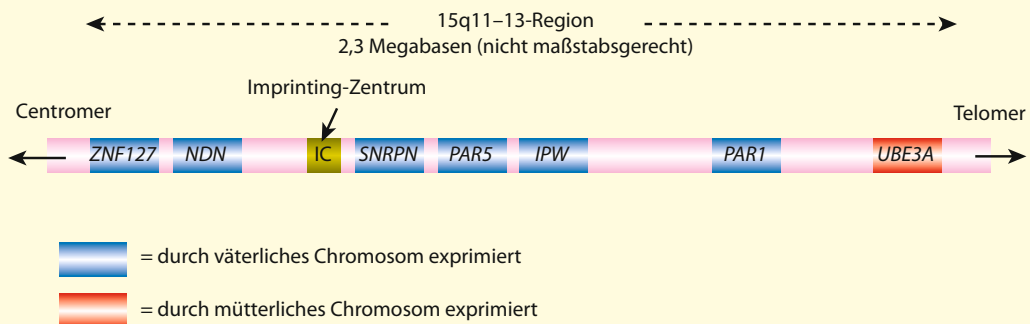 15q11–13-Region
2,3 Megabasen (nicht maßstabsgerecht)
Imprinting-Zentrum
Centromer
Telomer
ZNF127 NDN IC SNRPN PAR5 IPW PAR1 UBE3A
= durch väterliches Chromosom exprimiert
= durch mütterliches Chromosom exprimiert